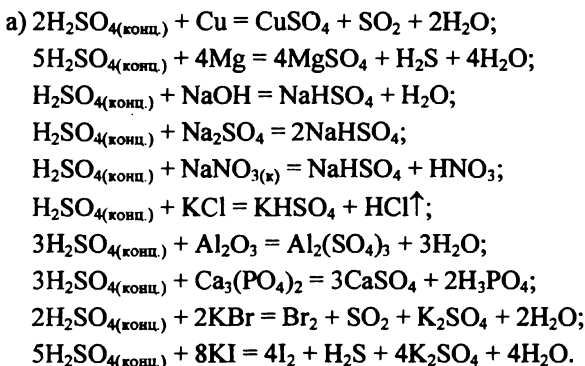 а) 2H₂SO₄(конц.) + Cu = CuSO₄ + SO₂ + 2H₂O;
5H₂SO₄(конц.) + 4Mg = 4MgSO₄ + H₂S + 4H₂O;
H₂SO₄(конц.) + NaOH = NaHSO₄ + H₂O;
H₂SO₄(конц.) + Na₂SO₄ = 2NaHSO₄;
H₂SO₄(конц.) + NaNO₃(к) = NaHSO₄ + HNO₃;
H₂SO₄(конц.) + KCl = KHSO₄ + HCl↑;
3H₂SO₄(конц.) + Al₂O₃ = Al₂(SO₄)₃ + 3H₂O;
3H₂SO₄(конц.) + Ca₃(PO₄)₂ = 3CaSO₄ + 2H₃PO₄;
2H₂SO₄(конц.) + 2KBr = Br₂ + SO₂ + K₂SO₄ + 2H₂O;
5H₂SO₄(конц.) + 8KI = 4I₂ + H₂S + 4K₂SO₄ + 4H₂O.